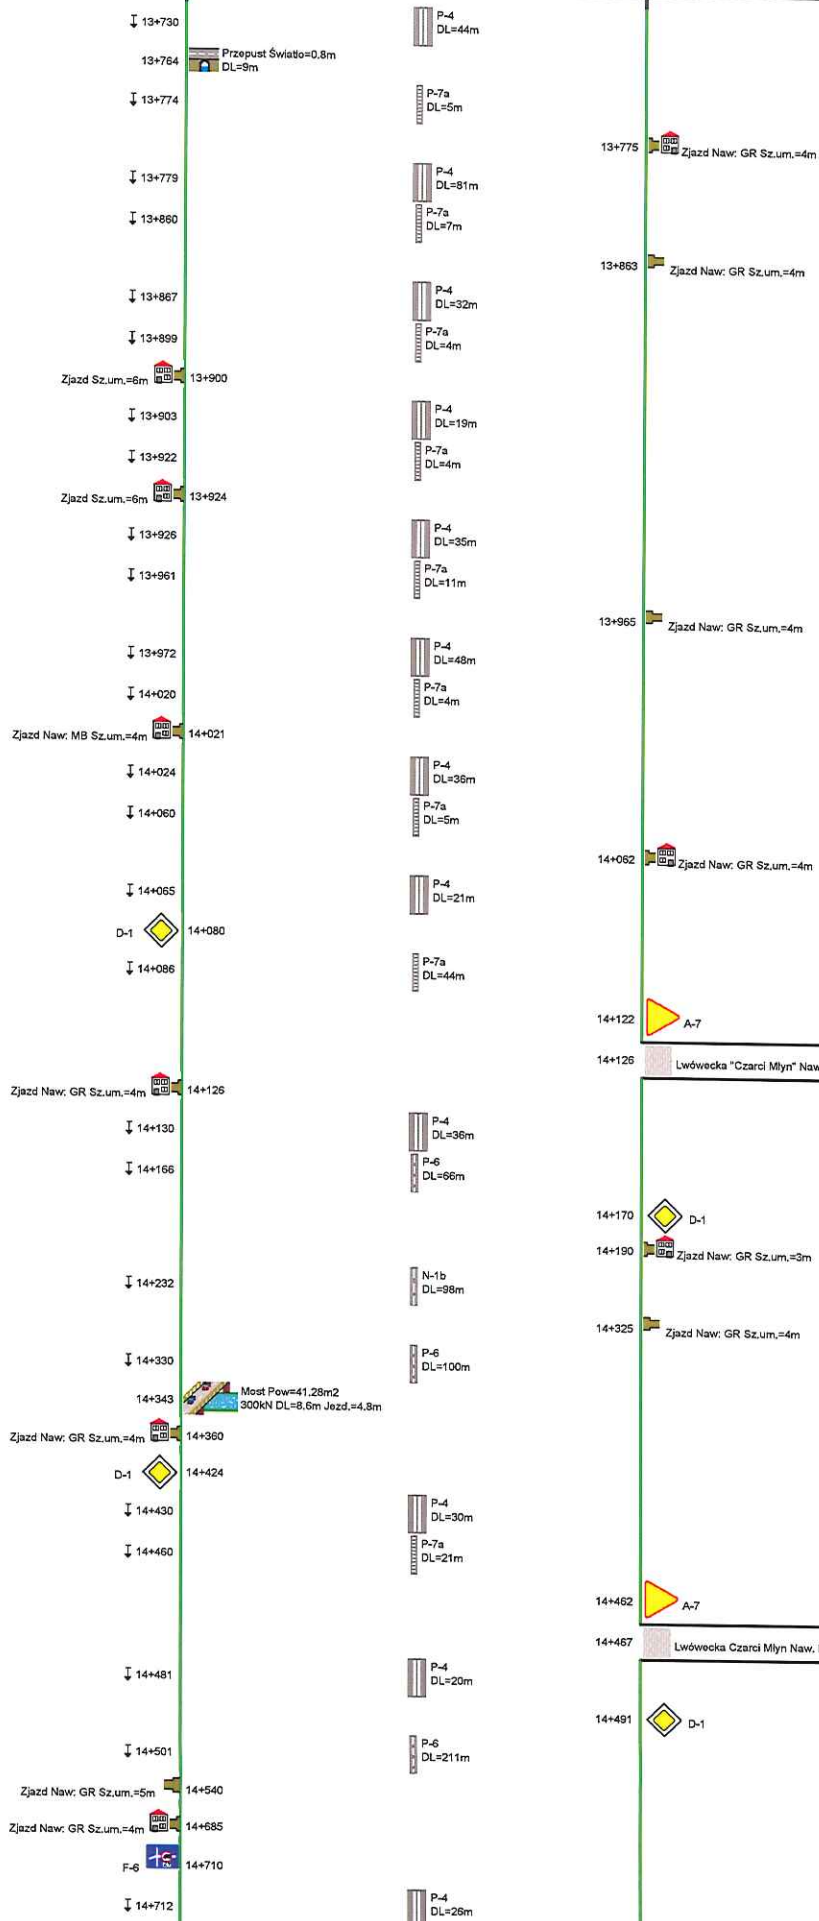 13+730
P-4
DL=44m
13+764
Przepust Światło=0.8m
DL=9m
13+774
P-7a
DL=5m
13+775
Zjazd Naw: GR Sz.um.=4m
13+779
P-4
DL=81m
13+860
P-7a
DL=7m
13+863
Zjazd Naw: GR Sz.um.=4m
13+867
P-4
DL=32m
13+899
P-7a
DL=4m
Zjazd Sz.um.=6m
13+900
13+903
P-4
DL=19m
13+922
P-7a
DL=4m
Zjazd Sz.um.=6m
13+924
13+926
P-4
DL=35m
13+961
P-7a
DL=11m
13+965
Zjazd Naw: GR Sz.um.=4m
13+972
P-4
DL=48m
14+020
P-7a
DL=4m
Zjazd Naw: MB Sz.um.=4m
14+021
14+024
P-4
DL=36m
14+060
P-7a
DL=5m
14+062
Zjazd Naw: GR Sz.um.=4m
14+065
P-4
DL=21m
D-1
14+080
14+086
P-7a
DL=44m
14+122
A-7
14+126
Lwówecka "Czarci Młyn" Naw
Zjazd Naw: GR Sz.um.=4m
14+126
14+130
P-4
DL=36m
14+166
P-6
DL=66m
14+170
D-1
14+190
Zjazd Naw: GR Sz.um.=3m
14+232
N-1b
DL=98m
14+325
Zjazd Naw: GR Sz.um.=4m
14+330
P-6
DL=100m
14+343
Most Pow=41.28m2
300kN DL=8.6m Jezd.=4.8m
Zjazd Naw: GR Sz.um.=4m
14+360
D-1
14+424
14+430
P-4
DL=30m
14+460
P-7a
DL=21m
14+462
A-7
14+467
Lwówecka Czarci Młyn Naw.
14+481
P-4
DL=20m
14+491
D-1
14+501
P-6
DL=211m
Zjazd Naw: GR Sz.um.=5m
14+540
Zjazd Naw: GR Sz.um.=4m
14+685
F-6
14+710
14+712
P-4
DL=26m